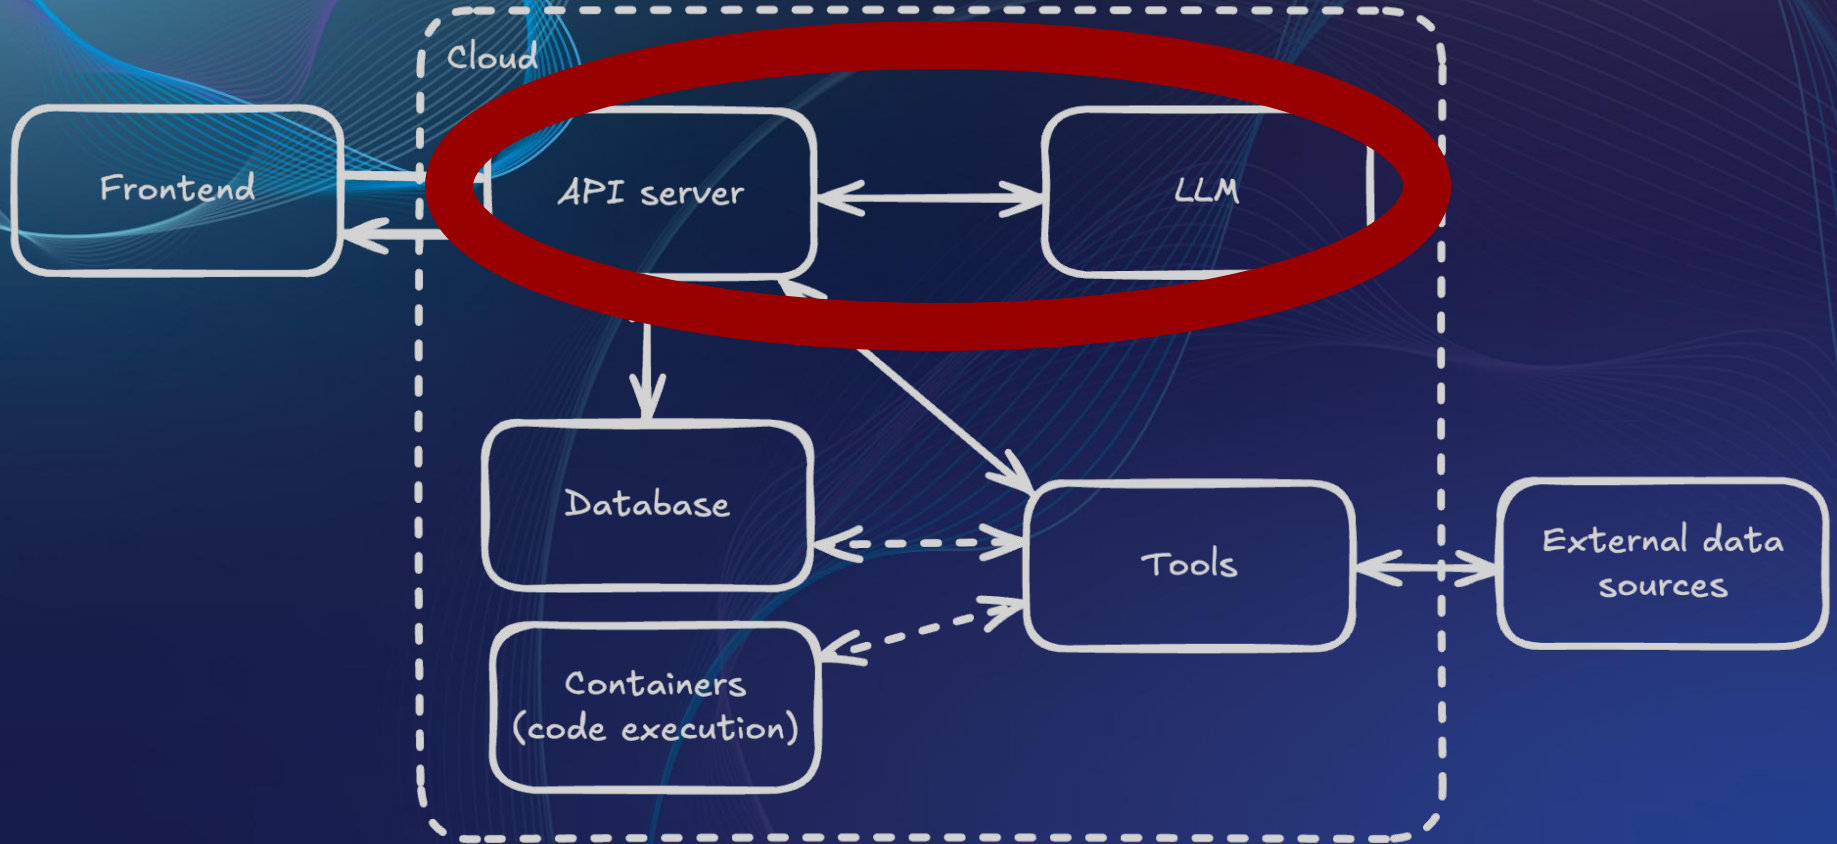 Cloud
Frontend
API server
LLM
Database
Tools
External data
sources
Containers
(code execution)